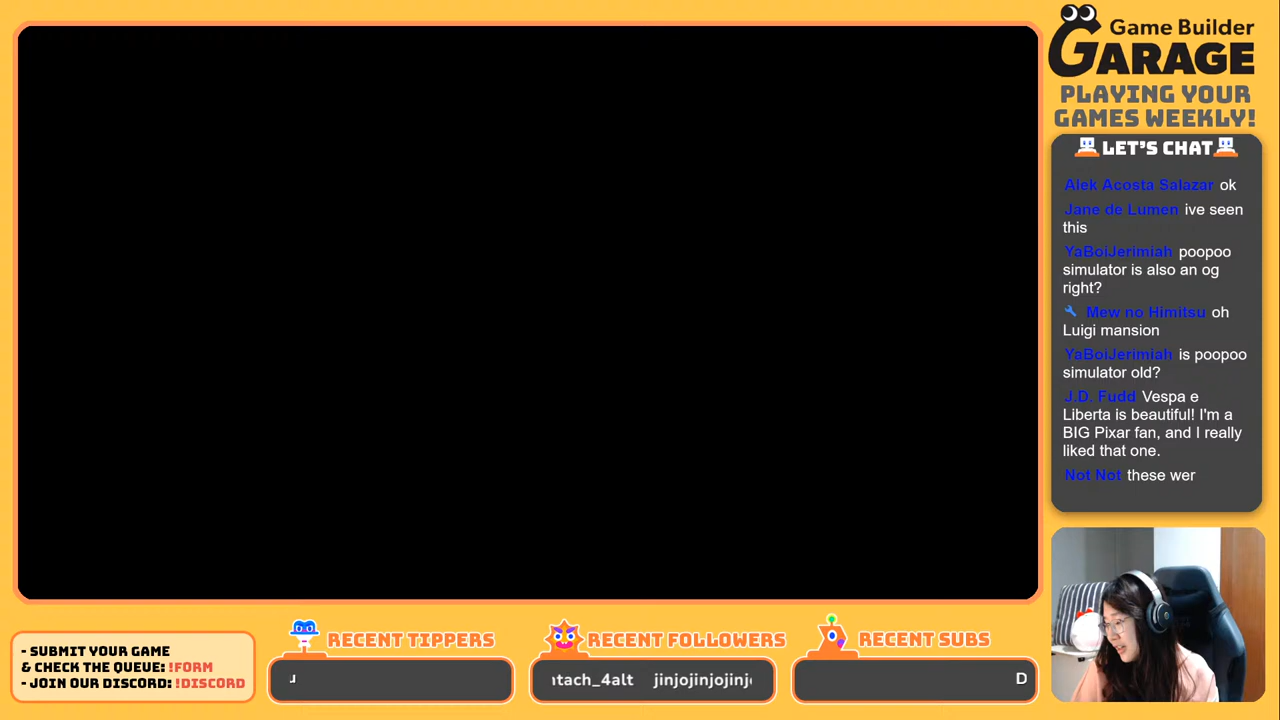 Game Builder
GARAGE
PLAYING YOUR
GAMES WEEKLY!
LET'S CHAT
Alek Acosta Salazar ok
Jane de Lumen ive seen
this
YaBoiJerimiah poopoo
simulator is also an og
right?
Mew no Himitsu oh
Luigi mansion
YaBoiJerimiah is poopoo
simulator old?
J.D. Fudd Vespa e
Liberta is beautiful! I'm a
BIG Pixar fan, and I really
liked that one.
Not Not these wer
- SUBMIT YOUR GAME
& CHECK THE QUEUE: !FORM
- JOIN OUR DISCORD: !DISCORD
RECENT TIPPERS
u
RECENT FOLLOWERS
ntach_4alt jinjojinjojinj
RECENT SUBS
D